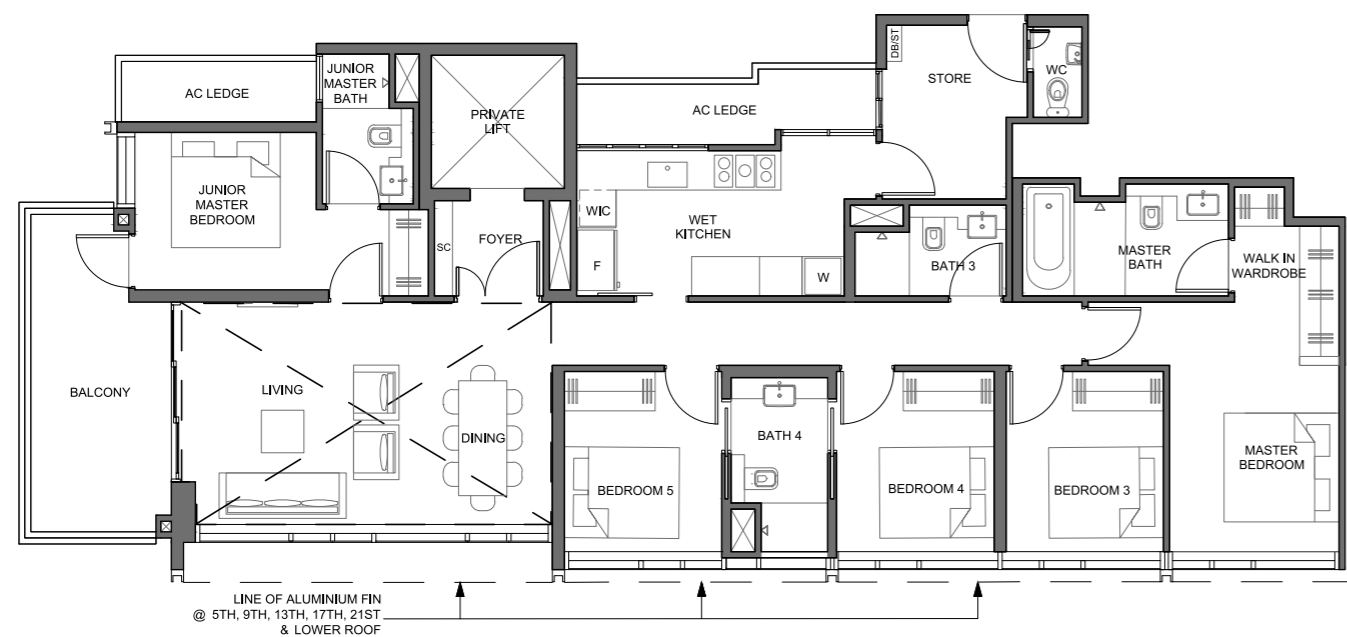 DB/ST
STORE
WC
JUNIOR
MASTER
BATH
AC LEDGE
AC LEDGE
PRIVATE
LIFT
JUNIOR
MASTER
BEDROOM
WIC
WET
KITCHEN
SC
FOYER
F
W
BATH 3
MASTER
BATH
WALK IN
WARDROBE
BALCONY
LIVING
DINING
BATH 4
BEDROOM 5
BEDROOM 4
BEDROOM 3
MASTER
BEDROOM
LINE OF ALUMINIUM FIN
@ 5TH, 9TH, 13TH, 17TH, 21ST
& LOWER ROOF